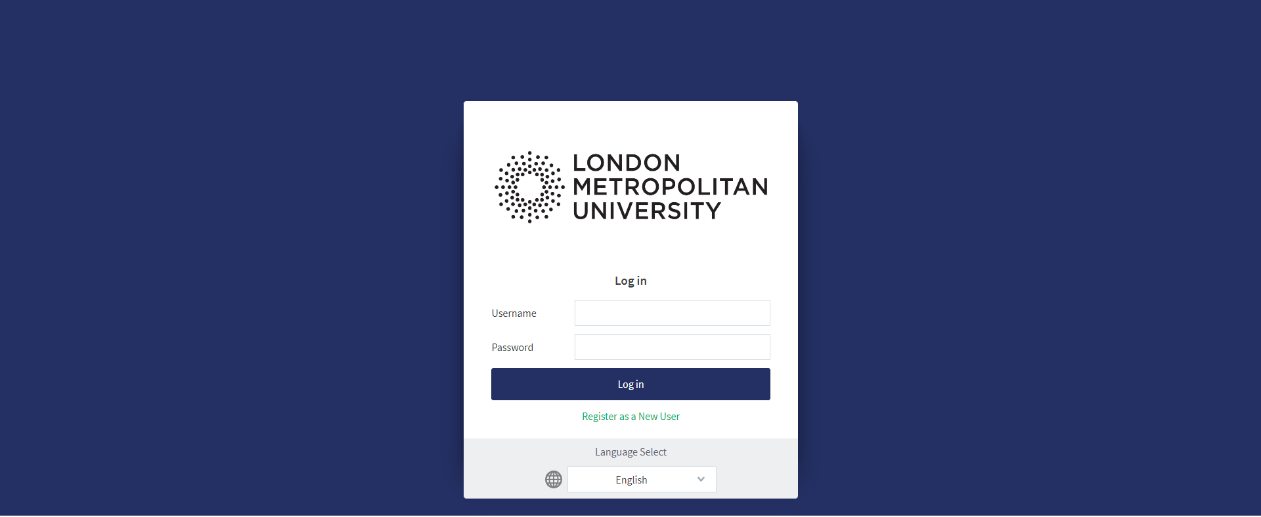 LONDON
METROPOLITAN
UNIVERSITY
Log in
Username
Password
Log in
Register as a New User
Language Select
English